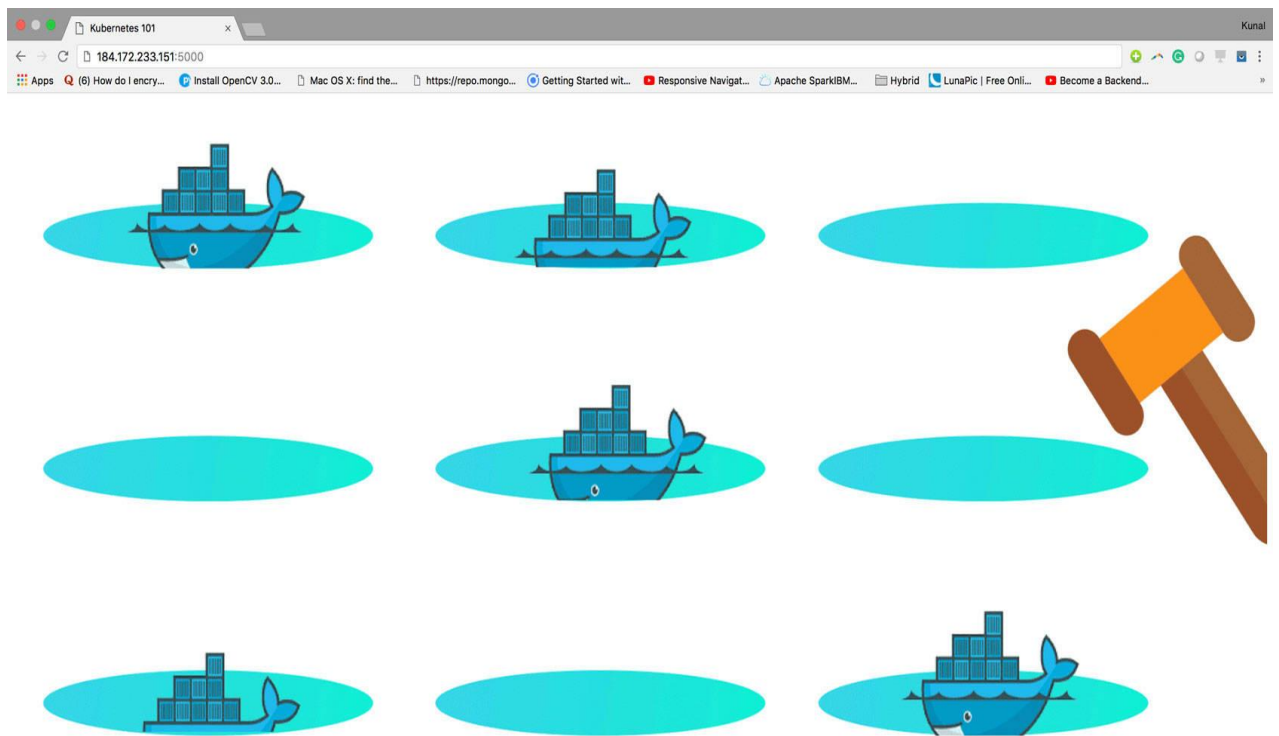 Kubernetes 101
Kunal
184.172.233.151:5000
Apps (6) How do I encry... Install OpenCV 3.0... Mac OS X: find the... https://repo.mongo... Getting Started wit... Responsive Navigat... Apache SparkIBM... Hybrid LunaPic | Free Onli... Become a Backend... »